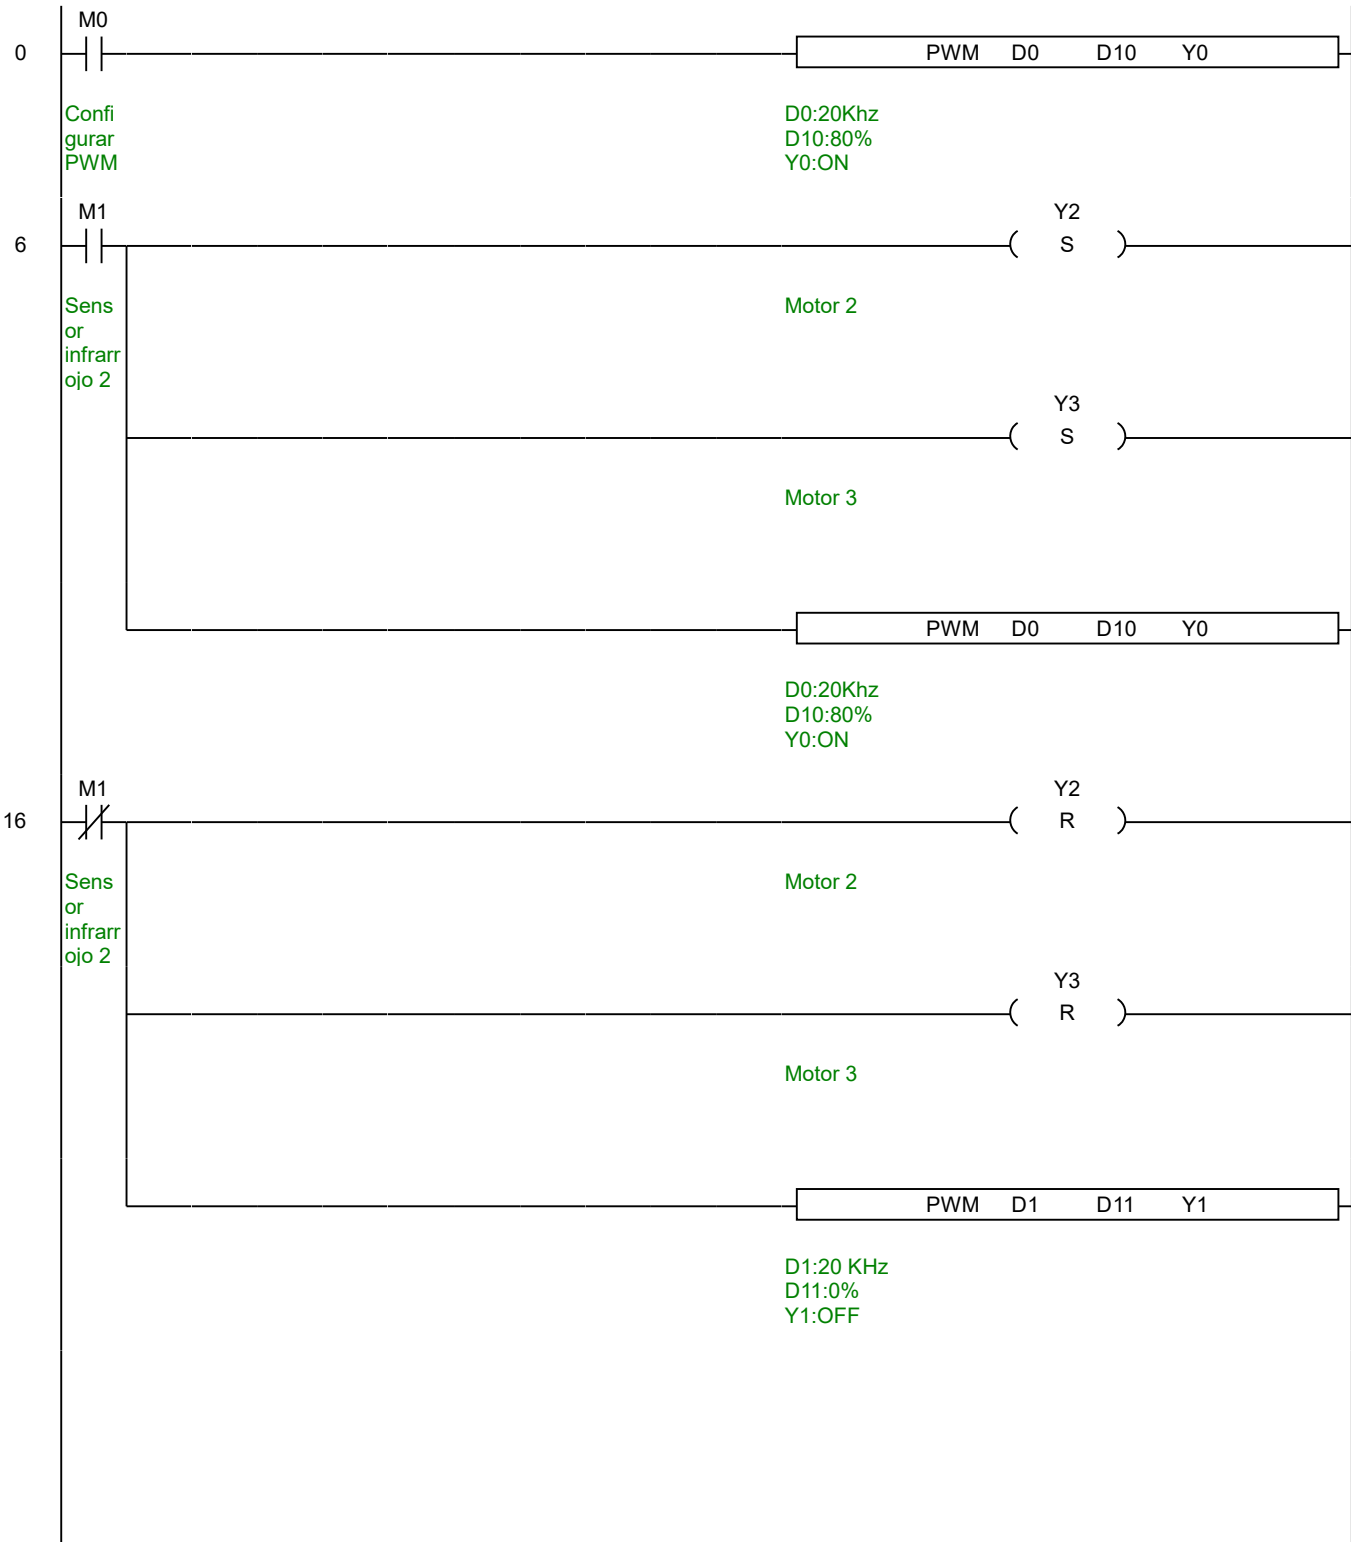 M0
0
PWM D0 D10 Y0
Confi
gurar
PWM
D0:20Khz
D10:80%
Y0:ON
M1
Y2
6
S
Sens
or
infrarr
ojo 2
Motor 2
Y3
S
Motor 3
PWM D0 D10 Y0
D0:20Khz
D10:80%
Y0:ON
M1
Y2
16
R
Sens
or
infrarr
ojo 2
Motor 2
Y3
R
Motor 3
PWM D1 D11 Y1
D1:20 KHz
D11:0%
Y1:OFF